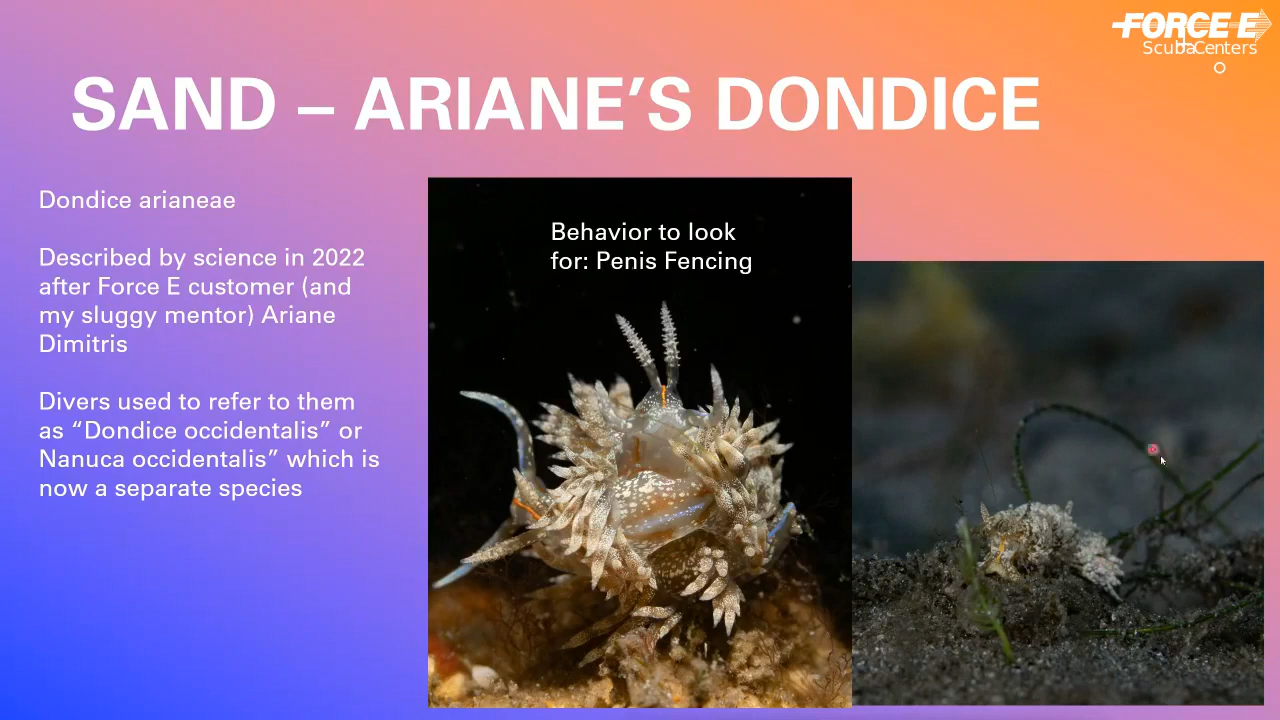 FORCE E
Scuba Centers
SAND – ARIANE’S DONDICE
Dondice arianeae
Described by science in 2022
after Force E customer (and
my sluggy mentor) Ariane
Dimitris
Divers used to refer to them
as “Dondice occidentalis” or
Nanuca occidentalis” which is
now a separate species
Behavior to look
for: Penis Fencing